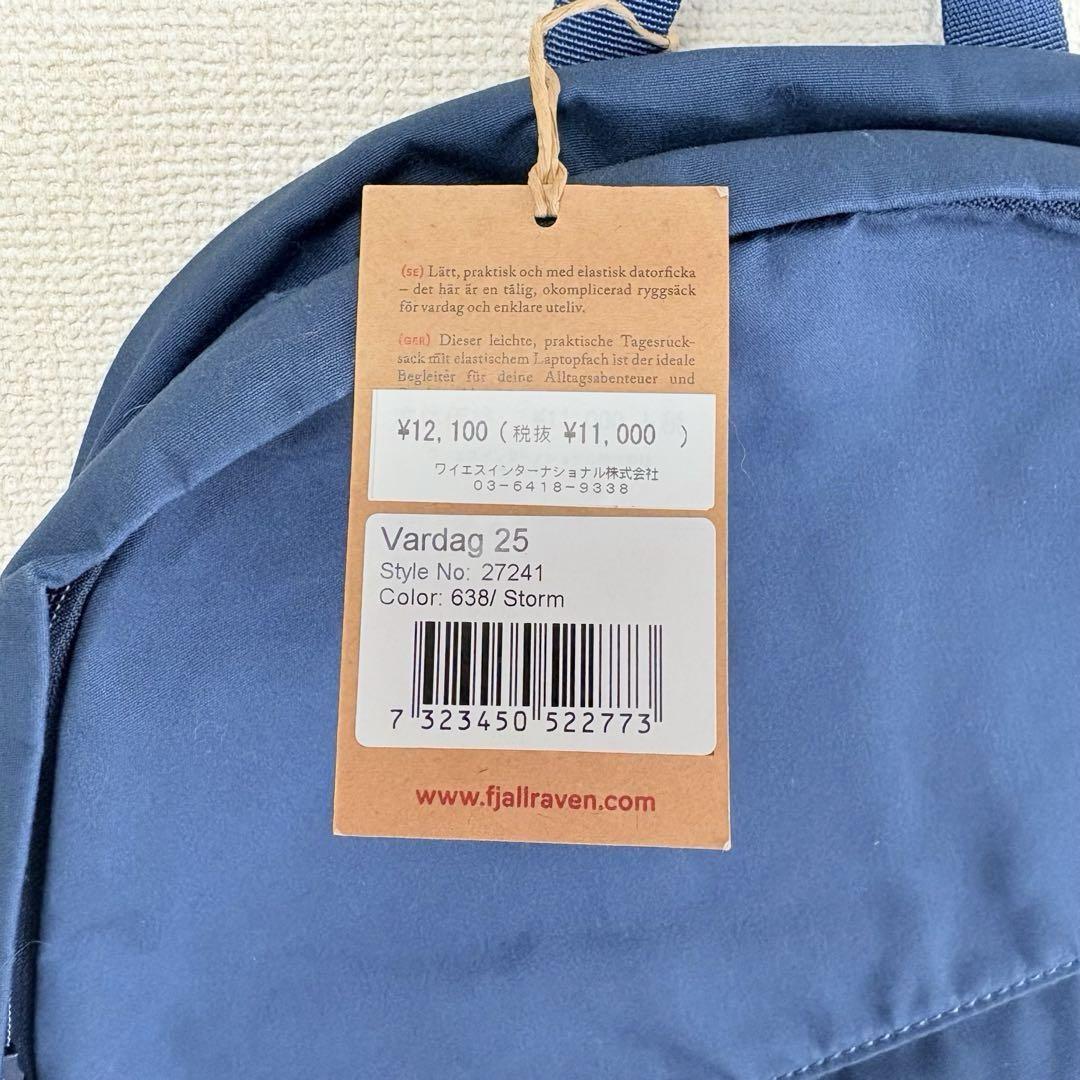 (SE) Lätt, praktisk och med elastisk datorficka
– det här är en tålig, okomplicerad ryggsäck
för vardag och enklare uteliv.
(GER) Dieser leichte, praktische Tagesruck-
sack mit elastischem Laptopfach ist der ideale
Begleiter für deine Alltagsabenteuer und
¥12,100 (税抜 ¥11,000 )
ワイエスインターナショナル株式会社
03-6418-9338
Vardag 25
Style No: 27241
Color: 638/ Storm
7 323450 522773
www.fjallraven.com